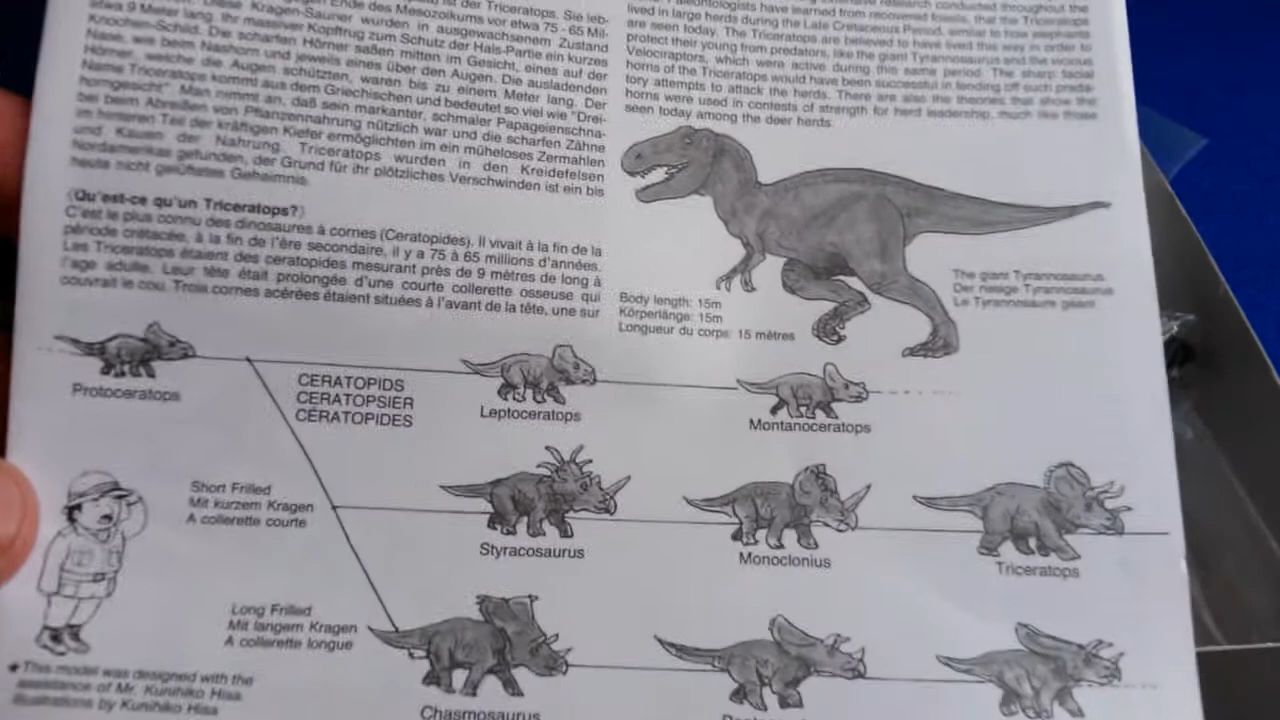 ist der Triceratops. Sie leb-
Ende des Mesozoikums vor etwa 75 - 65 Mil-
Diese Kragen-Saurier wurden in ausgewachsenem Zustand
etwa 9 Meter lang. Ihr massiver Kopftrug zum Schutz der Hals-Partie ein kurzes
Knochen-Schild. Die scharfen Hörner saßen mitten im Gesicht, eines auf der
Nase, wie beim Nashorn und jeweils eines über den Augen. Die ausladenden
Hörner, welche die Augen schützten, waren bis zu einem Meter lang. Der
Name Triceratops kommt aus dem Griechischen und bedeutet so viel wie "Drei-
horngesicht". Man nimmt an, daß sein markanter, schmaler Papageienschna-
bel beim Abreißen von Pflanzennahrung nützlich war und die scharfen Zähne
im hinteren Teil der kräftigen Kiefer ermöglichten im ein müheloses Zermahlen
und Kauen der Nahrung. Triceratops wurden in den Kreidefelsen
Nordamerikas gefunden, der Grund für ihr plötzliches Verschwinden ist ein bis
heute nicht gelüftetes Geheimnis.
〈Qu'est-ce qu'un Triceratops?〉
C'est le plus connu des dinosaures à cornes (Ceratopides). Il vivait à la fin de la
période crétacée, à la fin de l'ère secondaire, il y a 75 à 65 millions d'années.
Les Triceratops étaient des ceratopides mesurant près de 9 mètres de long à
l'age adulte. Leur tête était prolongée d'une courte collerette osseuse qui
couvrait le cou. Trois cornes acérées étaient situées à l'avant de la tête, une sur
research conducted throughout the
Paleontologists have learned from recovered fossils, that the Triceratops
lived in large herds during the Late Cretaceous Period, similar to how elephants
are seen today. The Triceratops are believed to have lived this way in order to
protect their young from predators, like the giant Tyrannosaurus and the vicious
Velociraptors, which were active during this same period. The sharp facial
horns of the Triceratops would have been successful in fending off such preda-
tory attempts to attack the herds. There are also the theories that show the
horns were used in contests of strength for herd leadership, much like those
seen today among the deer herds.
The giant Tyrannosaurus.
Der riesige Tyrannosaurus
Le Tyrannosaure géant.
Body length: 15m
Körperlänge: 15m
Longueur du corps: 15 mètres
Protoceratops
CERATOPIDS
CERATOPSIER
CÉRATOPIDES
Leptoceratops
Montanoceratops
Short Frilled
Mit kurzem Kragen
A collerette courte
Styracosaurus
Monoclonius
Triceratops
Long Frilled
Mit langem Kragen
A collerette longue
Chasmosaurus
★This model was designed with the
assistance of Mr. Kunihiko Hisa.
Illustrations by Kunihiko Hisa